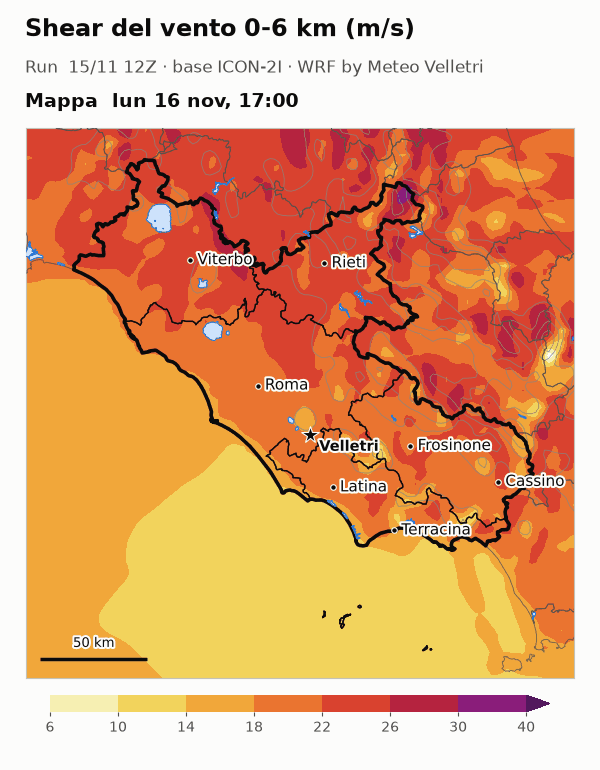 Shear del vento 0-6 km (m/s)
Run 15/11 12Z · base ICON-2I · WRF by Meteo Velletri
Mappa lun 16 nov, 17:00
Viterbo
Rieti
Roma
Velletri
Frosinone
Cassino
Latina
Terracina
50 km
6 10 14 18 22 26 30 40